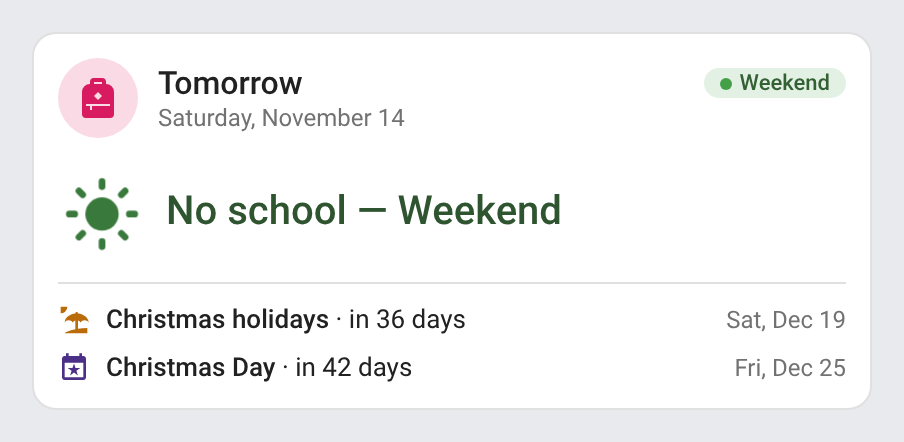 Tomorrow
Saturday, November 14
Weekend
No school — Weekend
Christmas holidays · in 36 days
Sat, Dec 19
Christmas Day · in 42 days
Fri, Dec 25